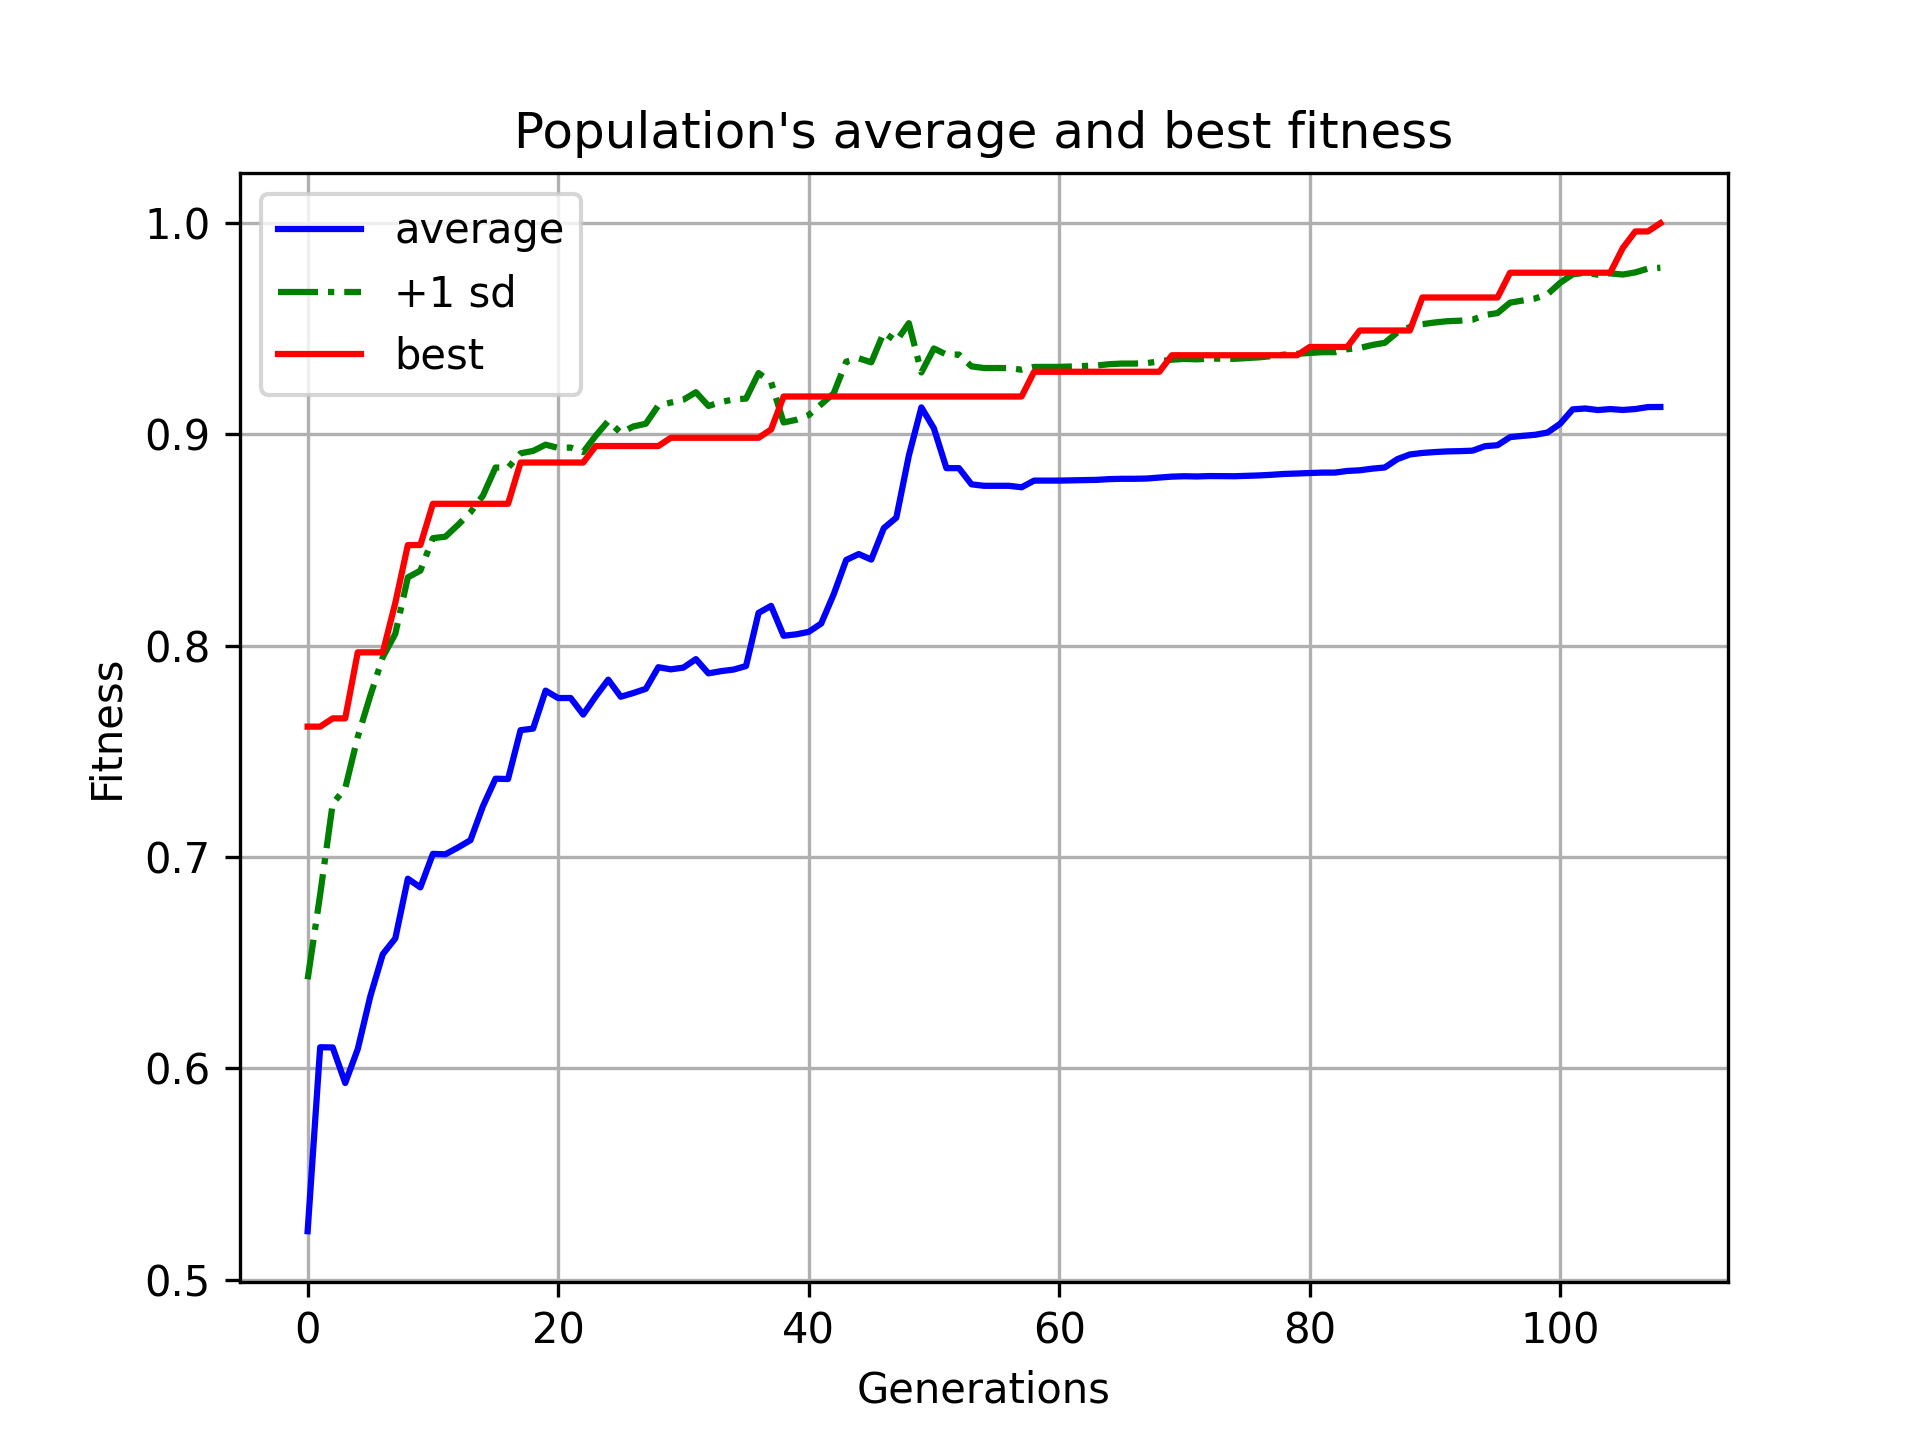 Population's average and best fitness
average
+1 sd
best
1.0
0.9
0.8
0.7
0.6
0.5
Fitness
0 20 40 60 80 100
Generations